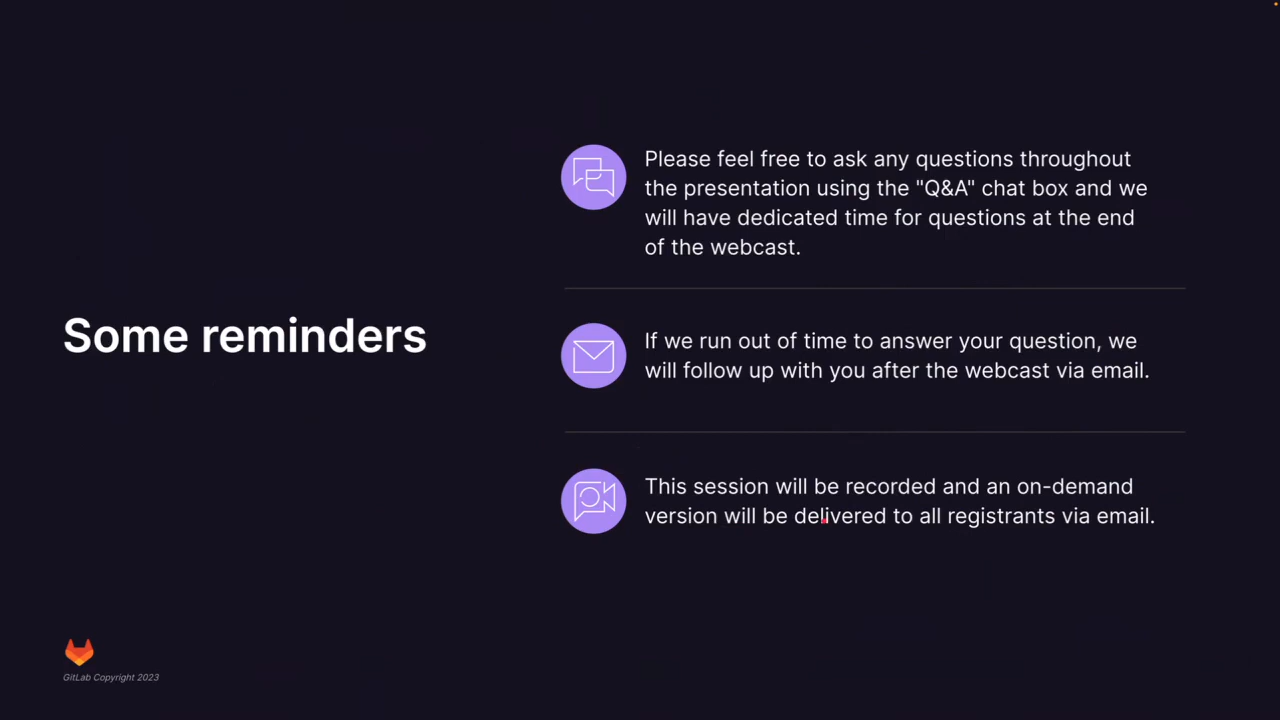 Some reminders
Please feel free to ask any questions throughout
the presentation using the "Q&A" chat box and we
will have dedicated time for questions at the end
of the webcast.
If we run out of time to answer your question, we
will follow up with you after the webcast via email.
This session will be recorded and an on-demand
version will be delivered to all registrants via email.
GitLab Copyright 2023